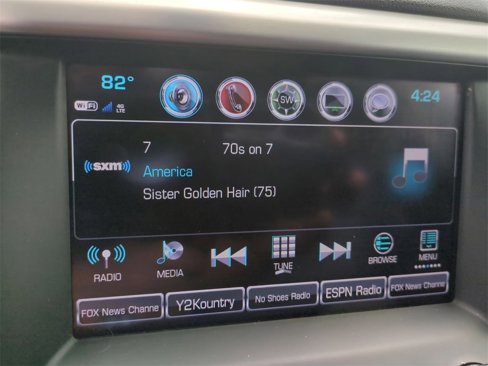 82°
SW
4:24
WiFi
4G
LTE
7 70s on 7
((sxm))
America
Sister Golden Hair (75)
RADIO
MEDIA
TUNE
BROWSE
MENU
FOX News Channe
Y2Kountry
No Shoes Radio
ESPN Radio
FOX News Channe